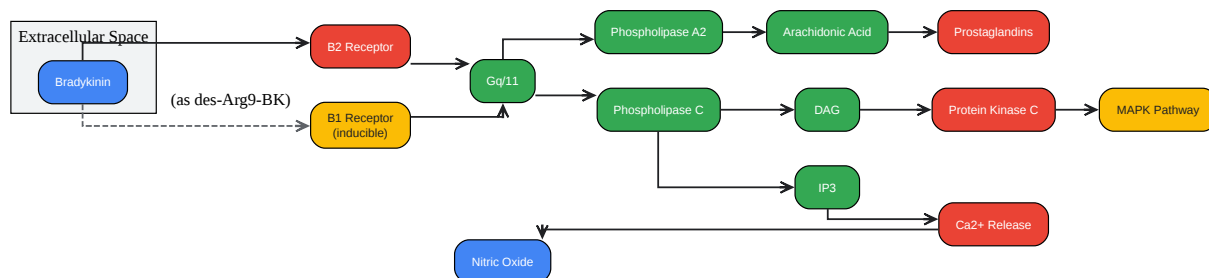 Extracellular Space
Bradykinin
(as des-Arg9-BK)
B2 Receptor
B1 Receptor
(inducible)
Gq/11
Phospholipase A2
Arachidonic Acid
Prostaglandins
Phospholipase C
DAG
Protein Kinase C
MAPK Pathway
IP3
Ca2+ Release
Nitric Oxide